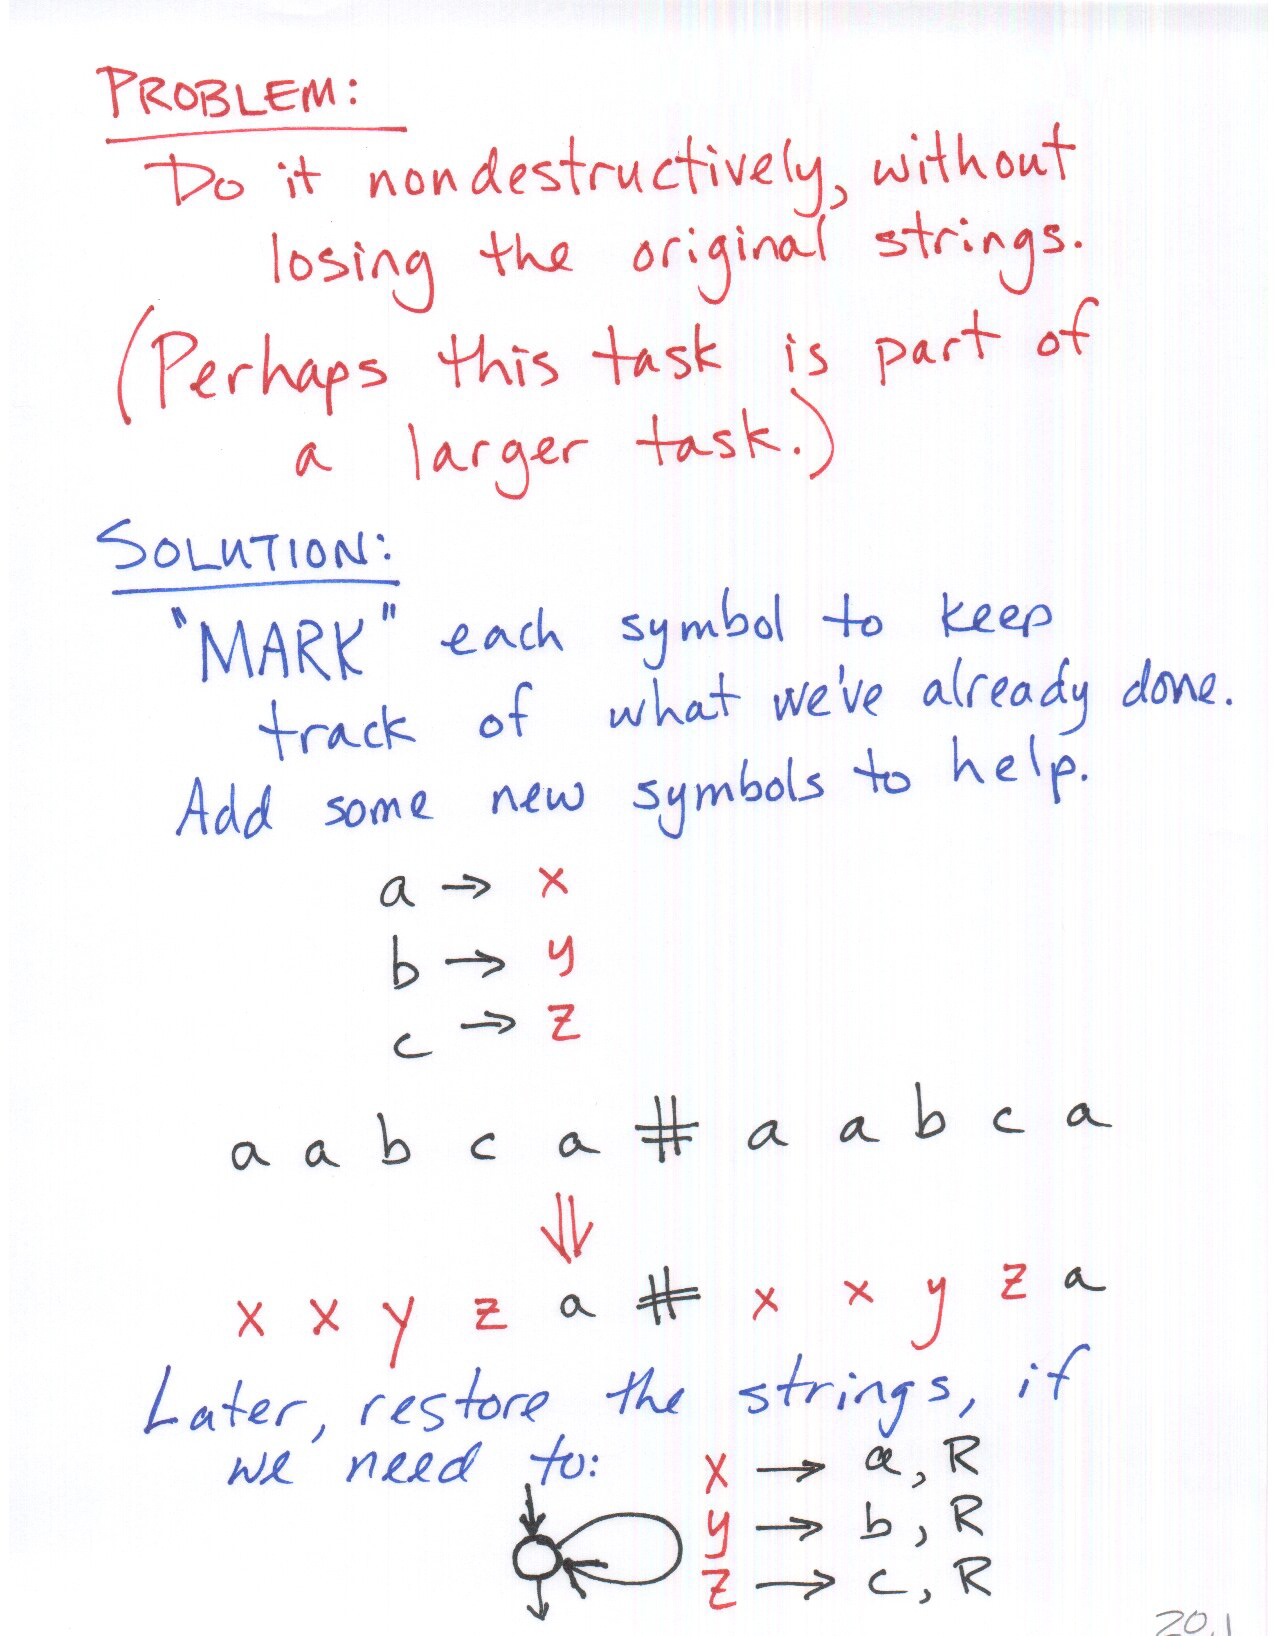 PROBLEM:
Do it nondestructively, without
losing the original strings.
(Perhaps this task is part of
a larger task.)
SOLUTION:
"MARK" each symbol to keep
track of what we've already done.
Add some new symbols to help.
a → x
b → y
c → z
a a b c a # a a b c a
⇓
x x y z a # x x y z a
Later, restore the strings, if
we need to:
x → a, R
y → b, R
z → c, R
20.1